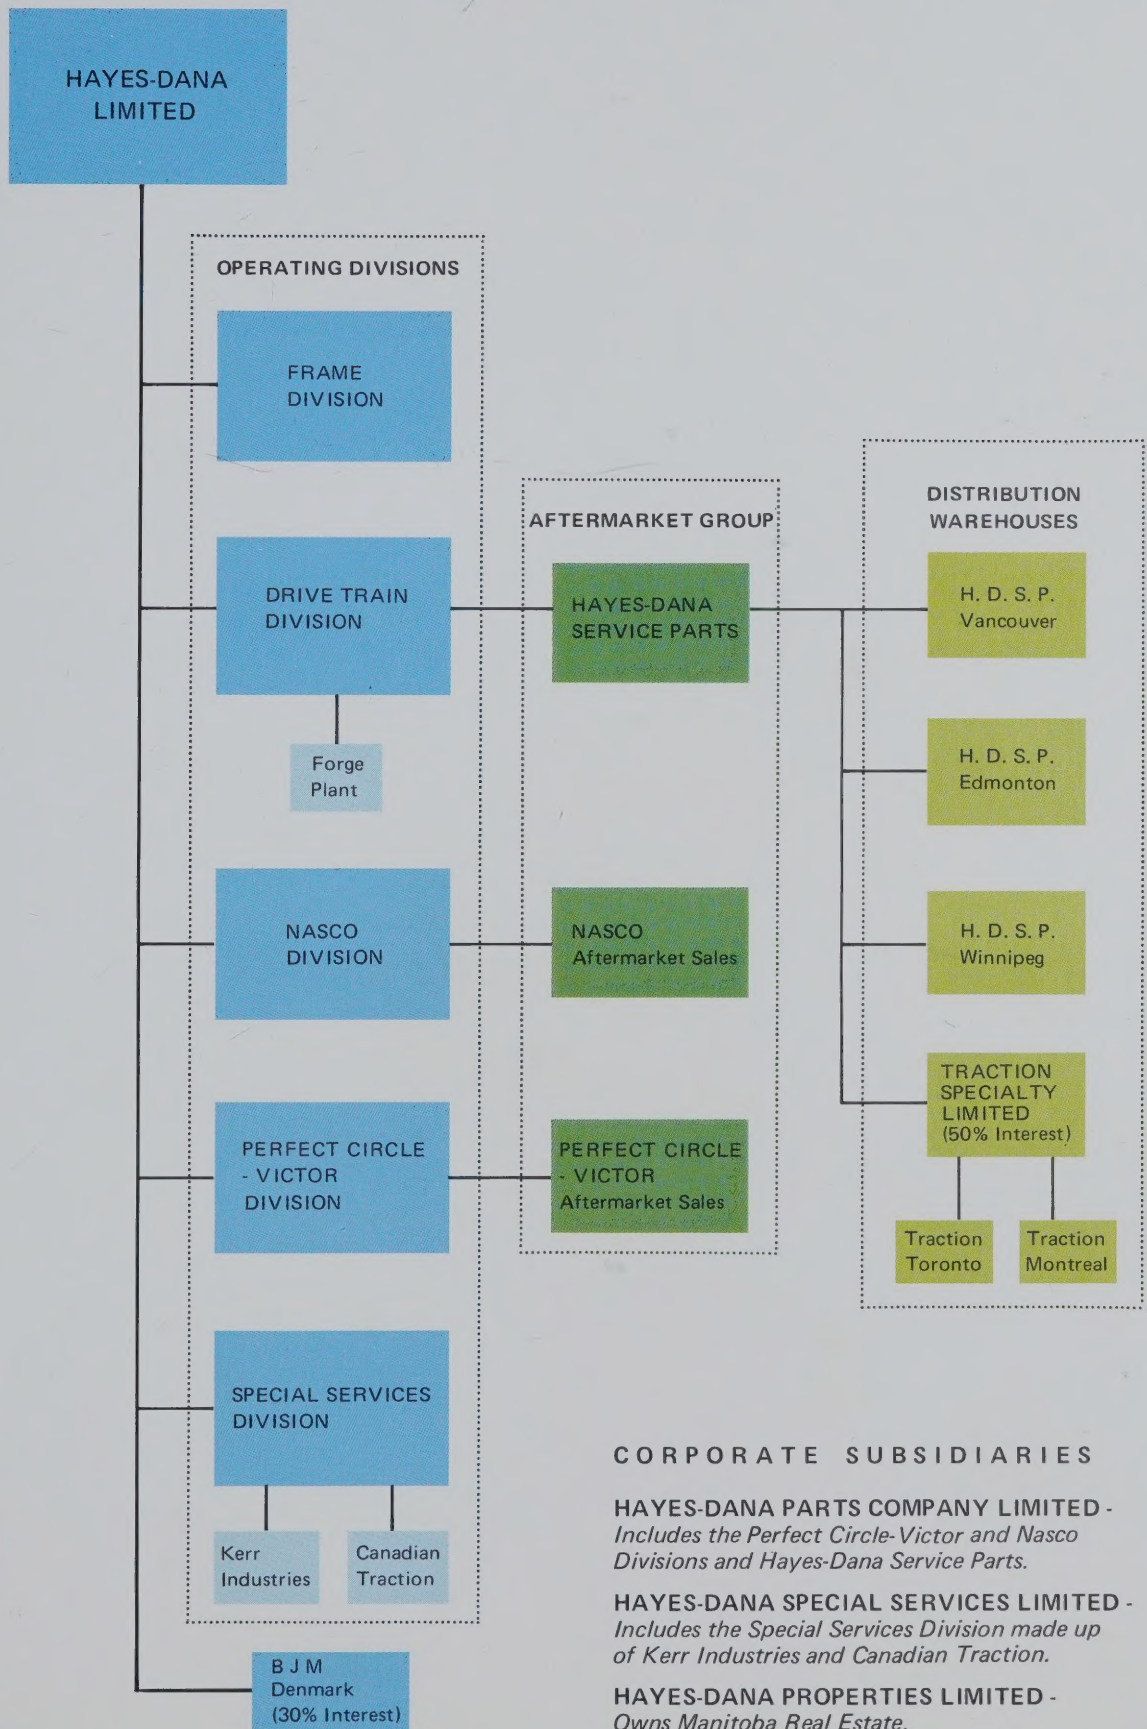 HAYES-DANA
LIMITED
OPERATING DIVISIONS
FRAME
DIVISION
DRIVE TRAIN
DIVISION
Forge
Plant
NASCO
DIVISION
PERFECT CIRCLE
- VICTOR
DIVISION
SPECIAL SERVICES
DIVISION
Kerr
Industries
Canadian
Traction
B J M
Denmark
(30% Interest)
AFTERMARKET GROUP
HAYES-DANA
SERVICE PARTS
NASCO
Aftermarket Sales
PERFECT CIRCLE
- VICTOR
Aftermarket Sales
DISTRIBUTION
WAREHOUSES
H. D. S. P.
Vancouver
H. D. S. P.
Edmonton
H. D. S. P.
Winnipeg
TRACTION
SPECIALTY
LIMITED
(50% Interest)
Traction
Toronto
Traction
Montreal
CORPORATE SUBSIDIARIES
HAYES-DANA PARTS COMPANY LIMITED -
Includes the Perfect Circle-Victor and Nasco
Divisions and Hayes-Dana Service Parts.
HAYES-DANA SPECIAL SERVICES LIMITED -
Includes the Special Services Division made up
of Kerr Industries and Canadian Traction.
HAYES-DANA PROPERTIES LIMITED -
Owns Manitoba Real Estate.